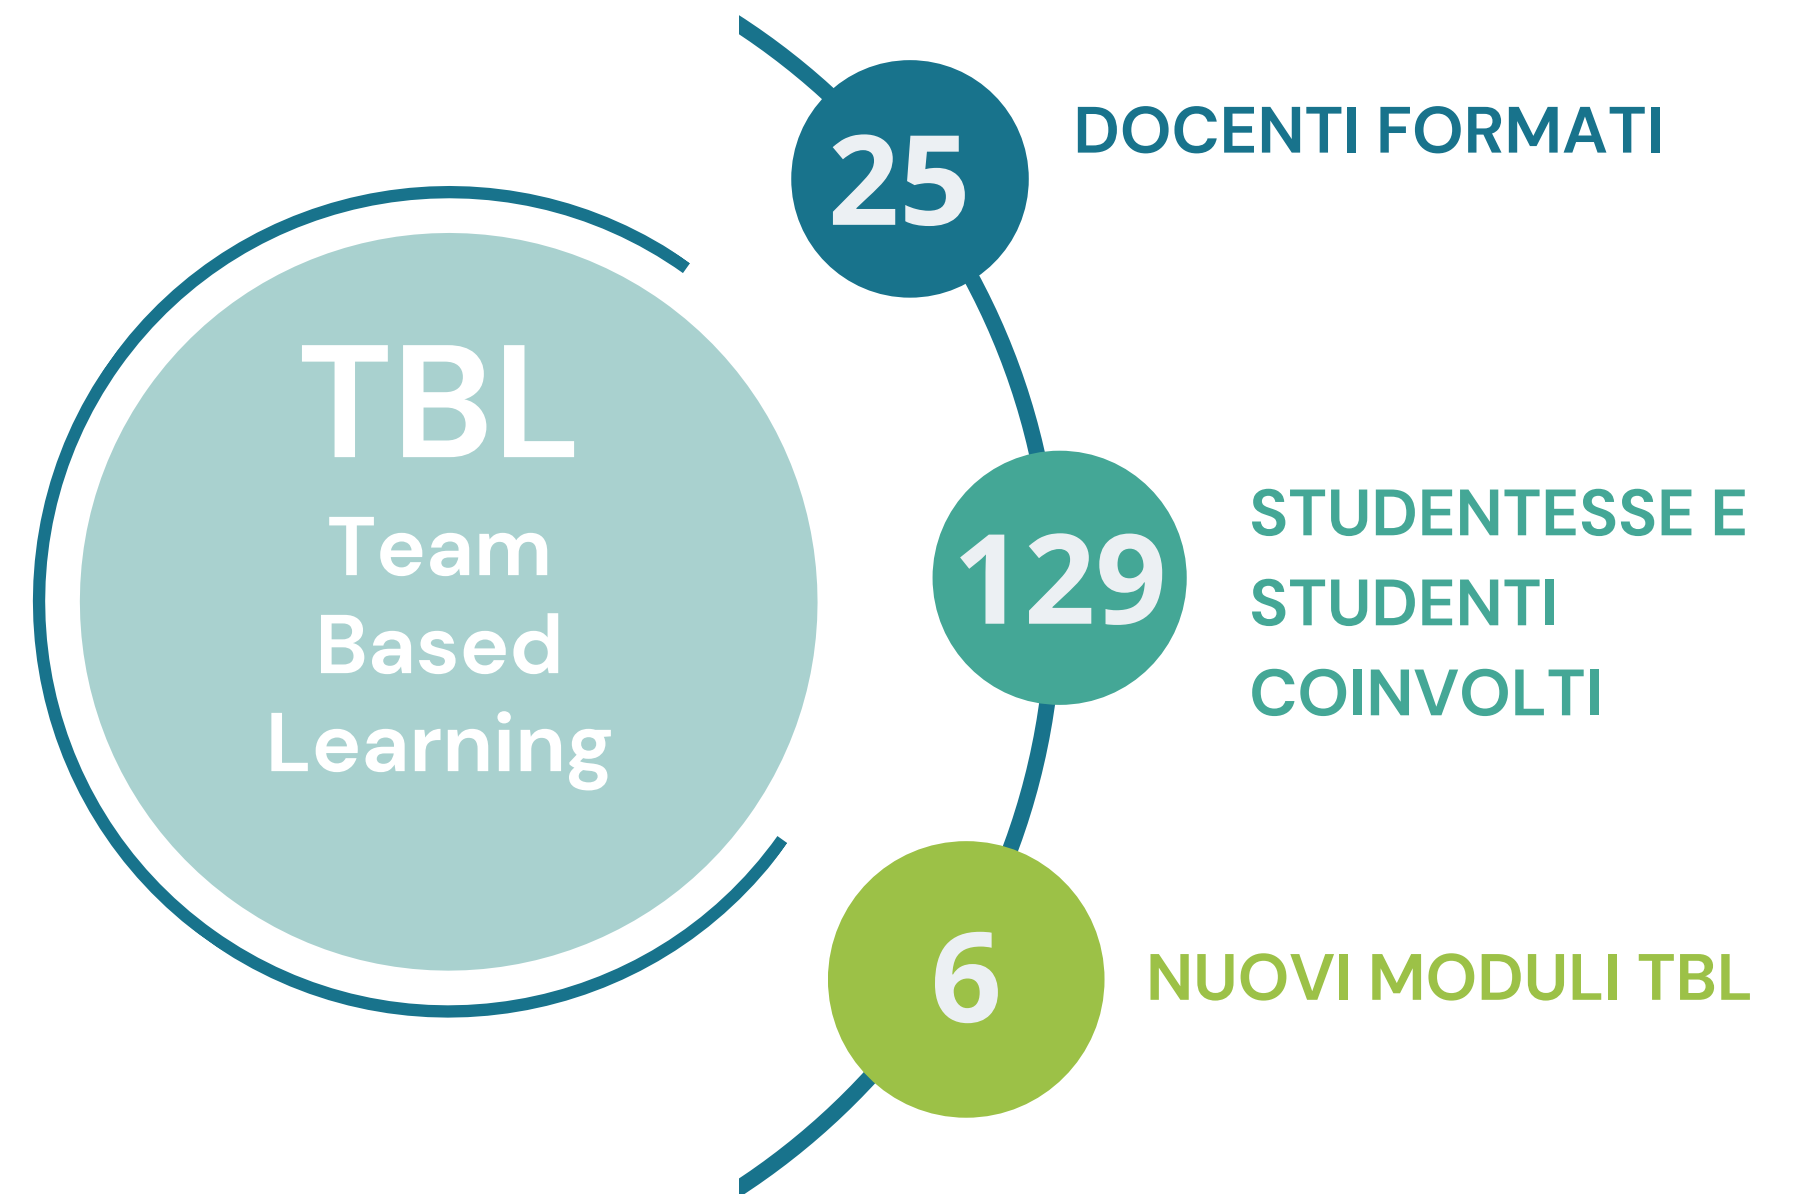 TBL
Team
Based
Learning
25
DOCENTI FORMATI
129
STUDENTESSE E
STUDENTI
COINVOLTI
6
NUOVI MODULI TBL